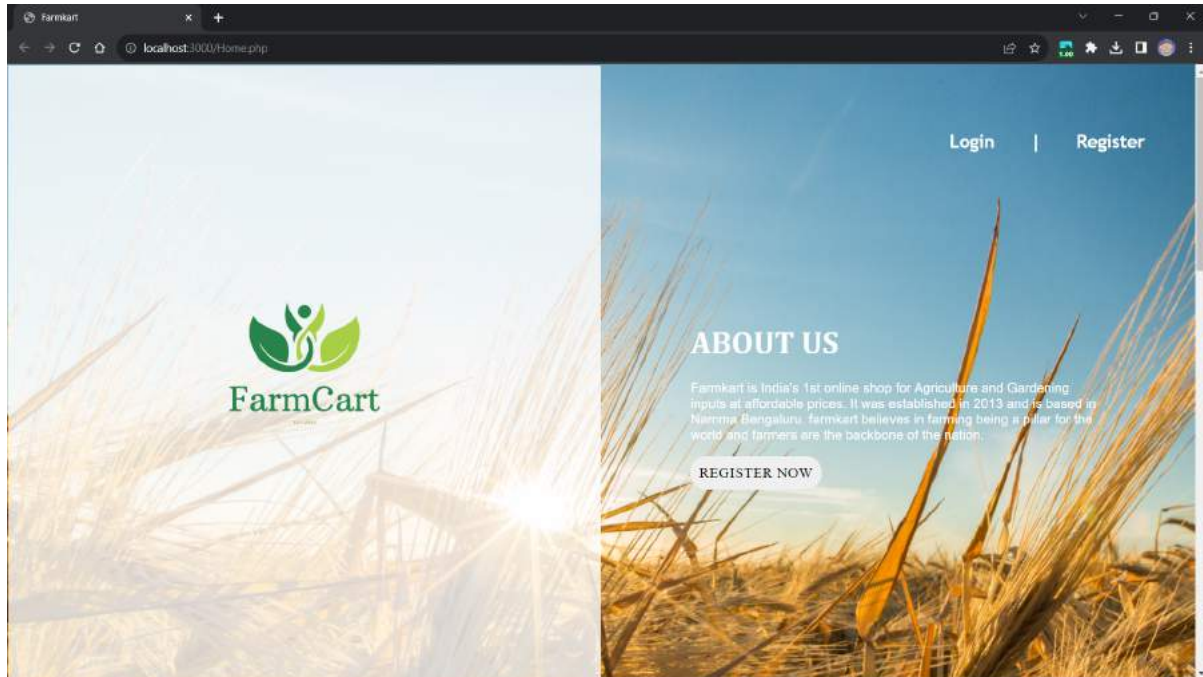 Farmkart
localhost:3000/Home.php
1.00
Login | Register
FarmCart
ABOUT US
Farmkart is India's 1st online shop for Agriculture and Gardening
inputs at affordable prices. It was established in 2013 and is based in
Namma Bengaluru. farmkart believes in farming being a pillar for the
world and farmers are the backbone of the nation.
REGISTER NOW